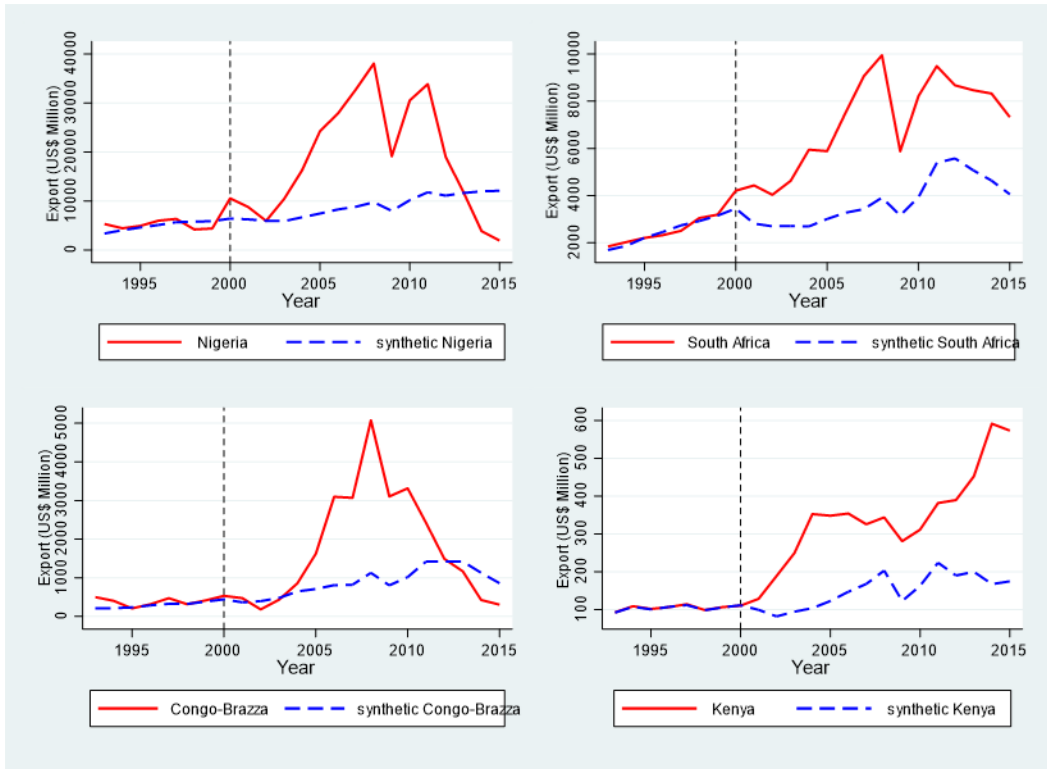 Export (US$ Million)
40000
30000
20000
10000
0
1995 2000 2005 2010 2015
Year
Nigeria synthetic Nigeria
Export (US$ Million)
10000
8000
6000
4000
2000
1995 2000 2005 2010 2015
Year
South Africa synthetic South Africa
Export (US$ Million)
5000
4000
3000
2000
1000
0
1995 2000 2005 2010 2015
Year
Congo-Brazza synthetic Congo-Brazza
Export (US$ Million)
600
500
400
300
200
100
1995 2000 2005 2010 2015
Year
Kenya synthetic Kenya